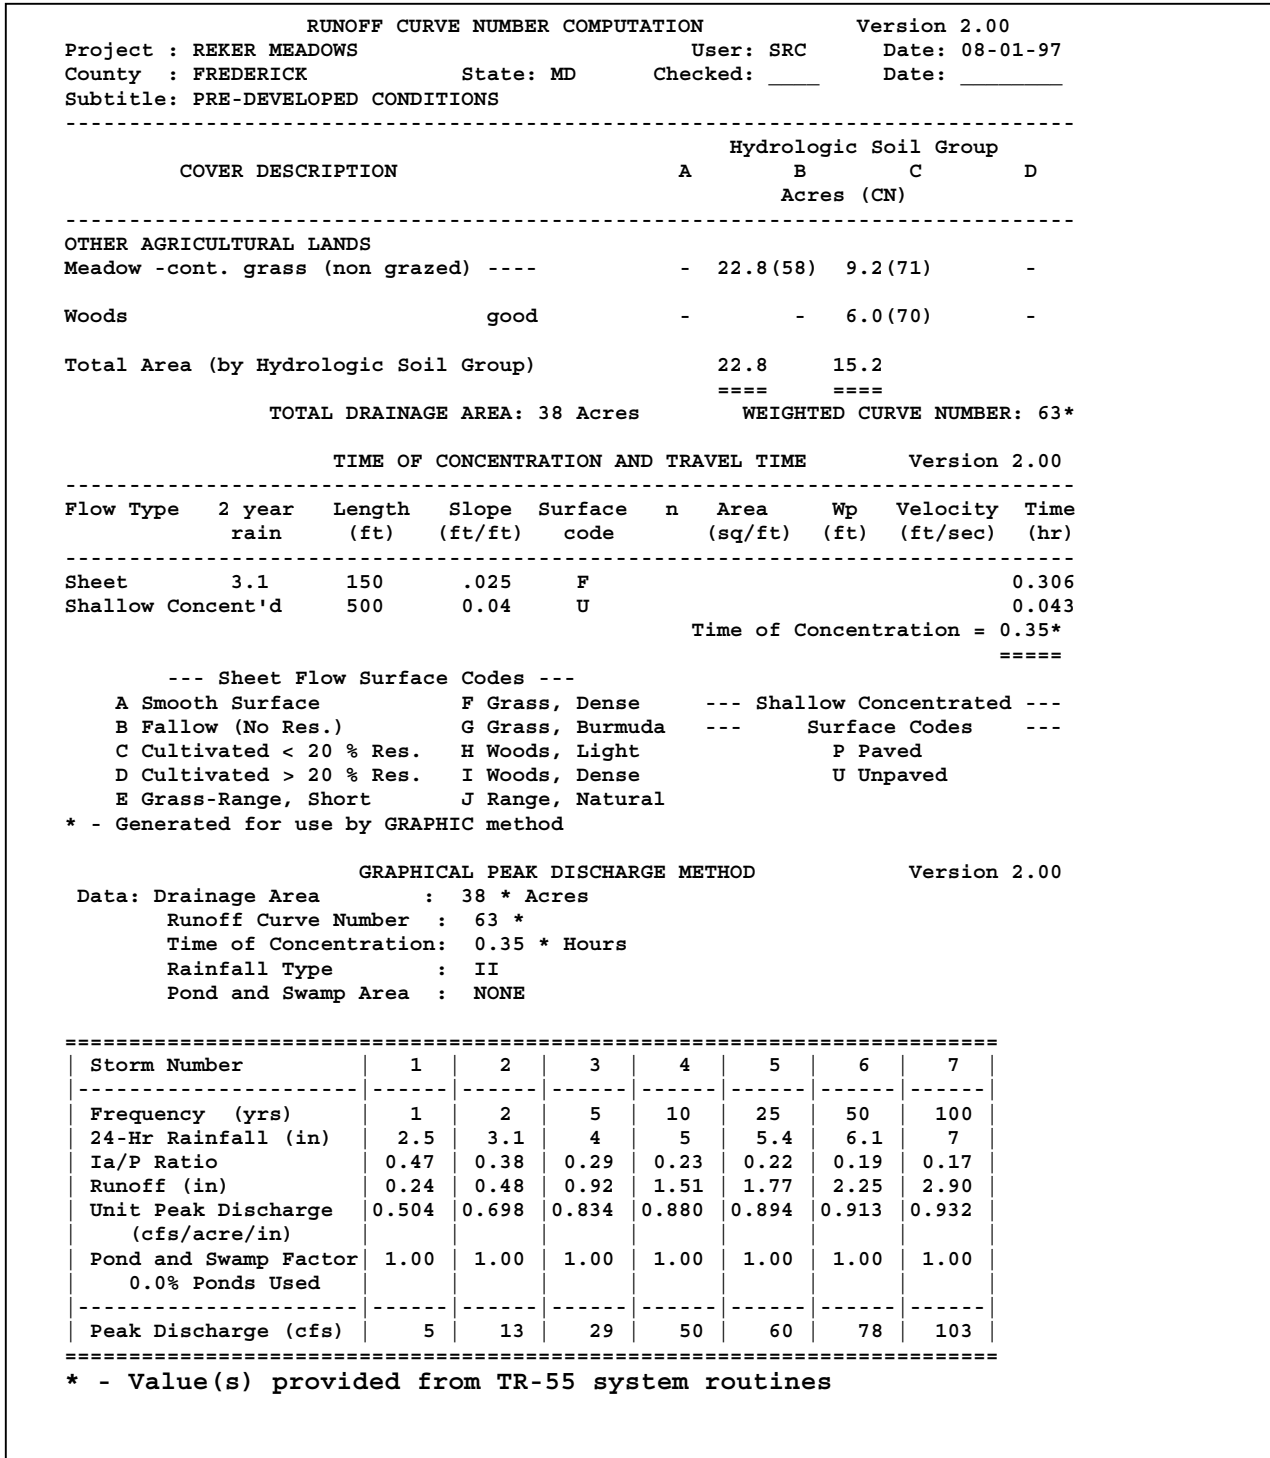 RUNOFF CURVE NUMBER COMPUTATION Version 2.00
Project : REKER MEADOWS User: SRC Date: 08-01-97
County : FREDERICK State: MD Checked: ____ Date: ________
Subtitle: PRE-DEVELOPED CONDITIONS
-------------------------------------------------------------------------------
Hydrologic Soil Group
COVER DESCRIPTION A B C D
Acres (CN)
-------------------------------------------------------------------------------
OTHER AGRICULTURAL LANDS
Meadow -cont. grass (non grazed) ---- - 22.8(58) 9.2(71) -
Woods good - - 6.0(70) -
Total Area (by Hydrologic Soil Group) 22.8 15.2
==== ====
TOTAL DRAINAGE AREA: 38 Acres WEIGHTED CURVE NUMBER: 63*
TIME OF CONCENTRATION AND TRAVEL TIME Version 2.00
-------------------------------------------------------------------------------
Flow Type 2 year Length Slope Surface n Area Wp Velocity Time
rain (ft) (ft/ft) code (sq/ft) (ft) (ft/sec) (hr)
-------------------------------------------------------------------------------
Sheet 3.1 150 .025 F 0.306
Shallow Concent'd 500 0.04 U 0.043
Time of Concentration = 0.35*
=====
--- Sheet Flow Surface Codes ---
A Smooth Surface F Grass, Dense --- Shallow Concentrated ---
B Fallow (No Res.) G Grass, Burmuda --- Surface Codes ---
C Cultivated < 20 % Res. H Woods, Light P Paved
D Cultivated > 20 % Res. I Woods, Dense U Unpaved
E Grass-Range, Short J Range, Natural
* - Generated for use by GRAPHIC method
GRAPHICAL PEAK DISCHARGE METHOD Version 2.00
Data: Drainage Area : 38 * Acres
Runoff Curve Number : 63 *
Time of Concentration: 0.35 * Hours
Rainfall Type : II
Pond and Swamp Area : NONE
=========================================================================
| Storm Number | 1 | 2 | 3 | 4 | 5 | 6 | 7 |
|----------------------|------|------|------|------|------|------|------|
| Frequency (yrs) | 1 | 2 | 5 | 10 | 25 | 50 | 100 |
| 24-Hr Rainfall (in) | 2.5 | 3.1 | 4 | 5 | 5.4 | 6.1 | 7 |
| Ia/P Ratio | 0.47 | 0.38 | 0.29 | 0.23 | 0.22 | 0.19 | 0.17 |
| Runoff (in) | 0.24 | 0.48 | 0.92 | 1.51 | 1.77 | 2.25 | 2.90 |
| Unit Peak Discharge |0.504 |0.698 |0.834 |0.880 |0.894 |0.913 |0.932 |
| (cfs/acre/in) | | | | | | | |
| Pond and Swamp Factor| 1.00 | 1.00 | 1.00 | 1.00 | 1.00 | 1.00 | 1.00 |
| 0.0% Ponds Used | | | | | | | |
|----------------------|------|------|------|------|------|------|------|
| Peak Discharge (cfs) | 5 | 13 | 29 | 50 | 60 | 78 | 103 |
=========================================================================
* - Value(s) provided from TR-55 system routines